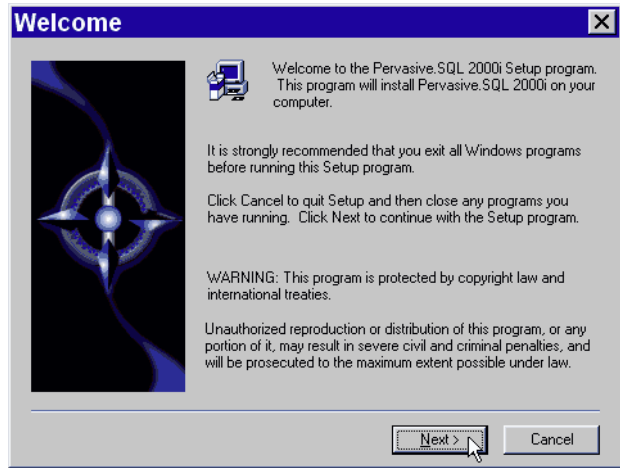 Welcome
Welcome to the Pervasive.SQL 2000i Setup program.
This program will install Pervasive.SQL 2000i on your
computer.
It is strongly recommended that you exit all Windows programs
before running this Setup program.
Click Cancel to quit Setup and then close any programs you
have running. Click Next to continue with the Setup program.
WARNING: This program is protected by copyright law and
international treaties.
Unauthorized reproduction or distribution of this program, or any
portion of it, may result in severe civil and criminal penalties, and
will be prosecuted to the maximum extent possible under law.
Next > Cancel